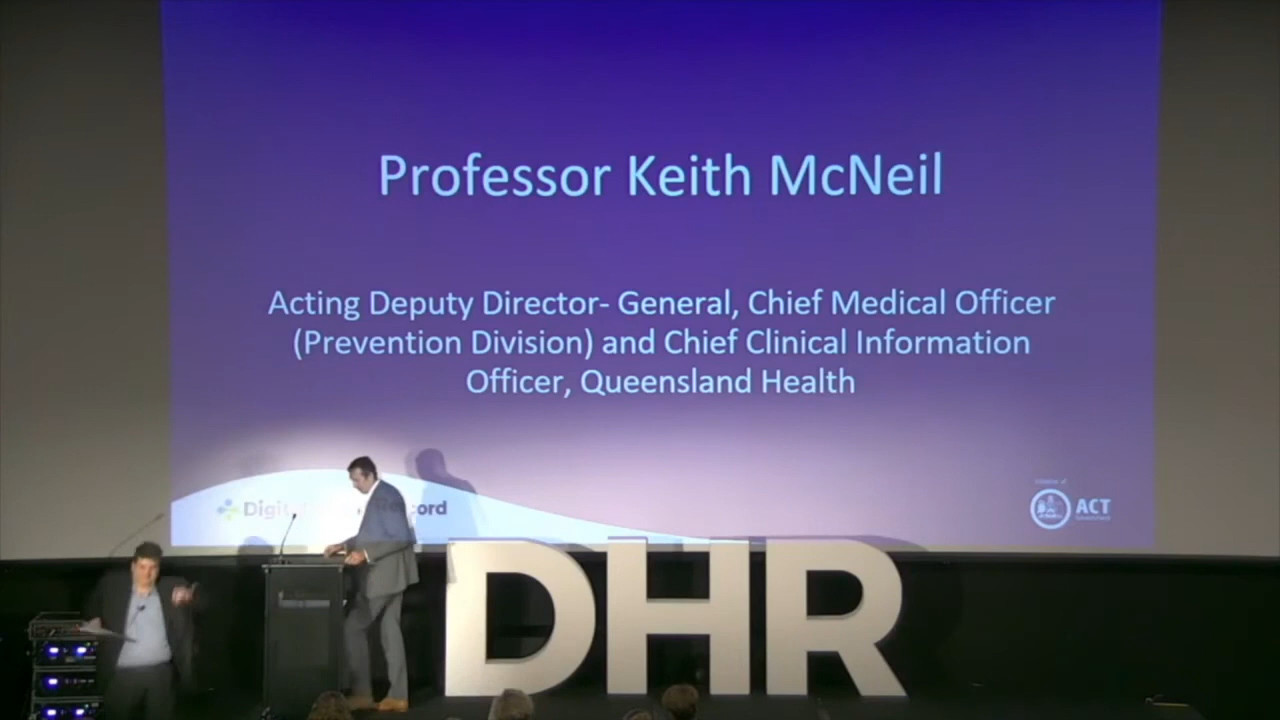 Professor Keith McNeil
Acting Deputy Director- General, Chief Medical Officer
(Prevention Division) and Chief Clinical Information
Officer, Queensland Health
ACT
DHR